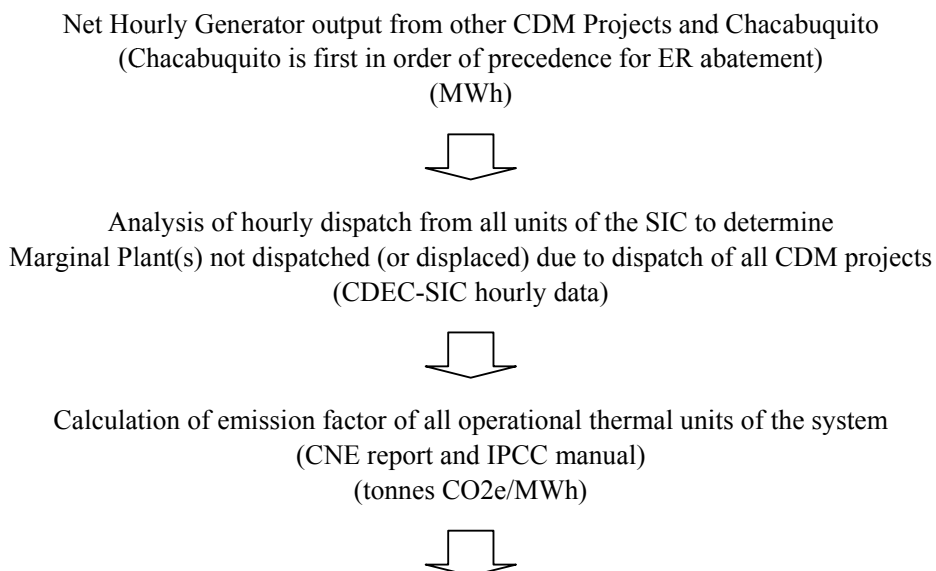 Net Hourly Generator output from other CDM Projects and Chacabuquito
(Chacabuquito is first in order of precedence for ER abatement)
(MWh)
Analysis of hourly dispatch from all units of the SIC to determine
Marginal Plant(s) not dispatched (or displaced) due to dispatch of all CDM projects
(CDEC-SIC hourly data)
Calculation of emission factor of all operational thermal units of the system
(CNE report and IPCC manual)
(tonnes CO2e/MWh)